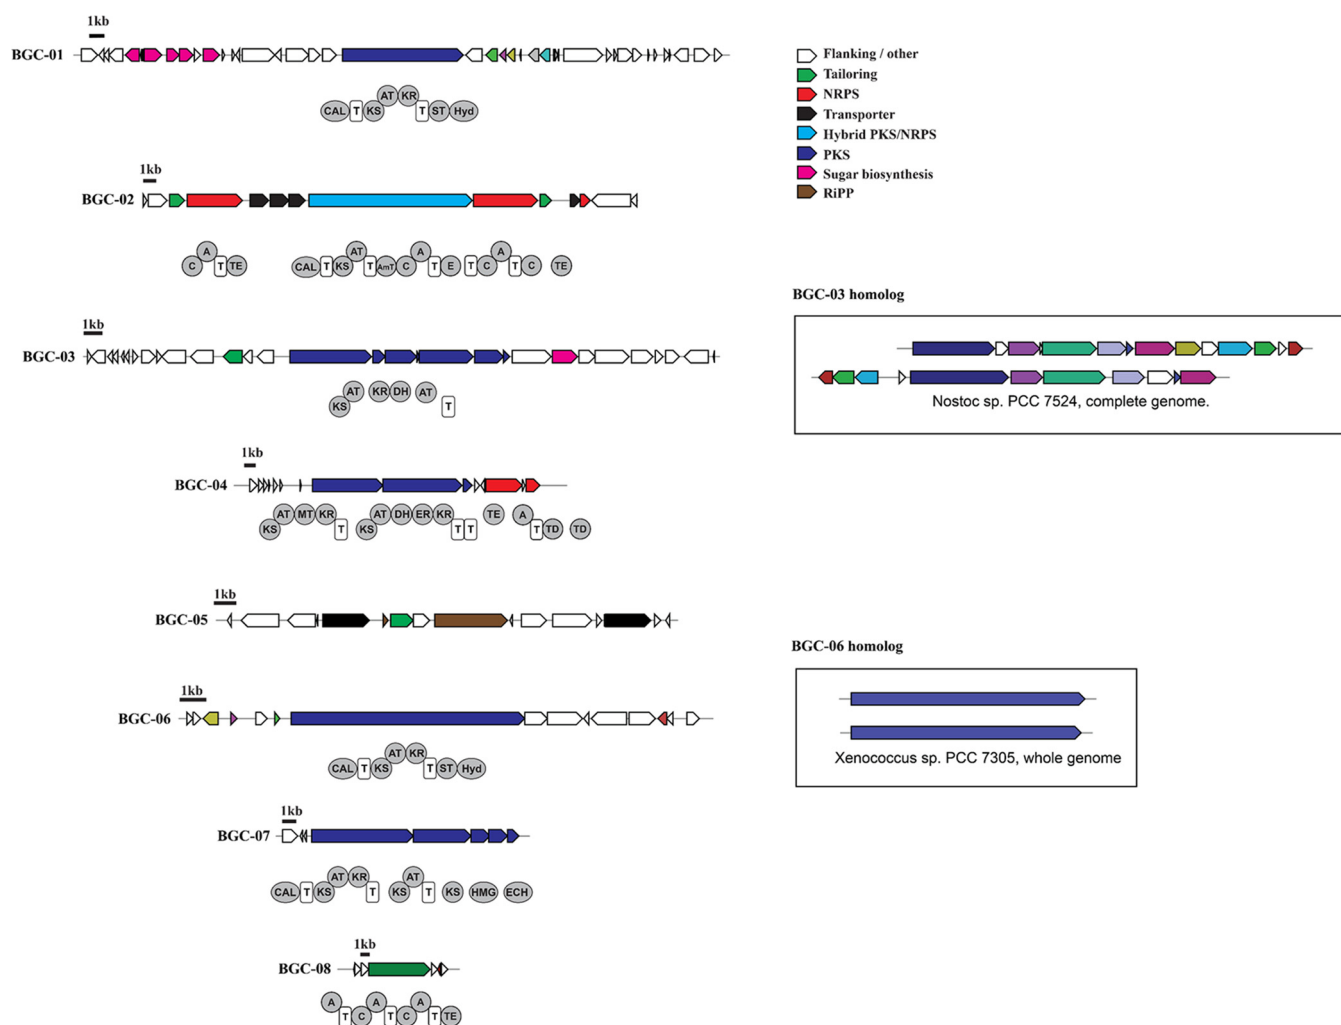 1kb
BGC-01
CAL T KS AT KR T ST Hyd
Flanking / other
Tailoring
NRPS
Transporter
Hybrid PKS/NRPS
PKS
Sugar biosynthesis
RiPP
1kb
BGC-02
C A T TE CAL T KS AT T AmT C A T E T C A T C TE
1kb
BGC-03
KS AT KR DH AT T
BGC-03 homolog
Nostoc sp. PCC 7524, complete genome.
1kb
BGC-04
KS AT MT KR T KS AT DH ER KR T T TE A T TD TD
1kb
BGC-05
1kb
BGC-06
CAL T KS AT KR T ST Hyd
BGC-06 homolog
Xenococcus sp. PCC 7305, whole genome
1kb
BGC-07
CAL T KS AT KR T KS AT T KS HMG ECH
1kb
BGC-08
A T C A T C A T TE